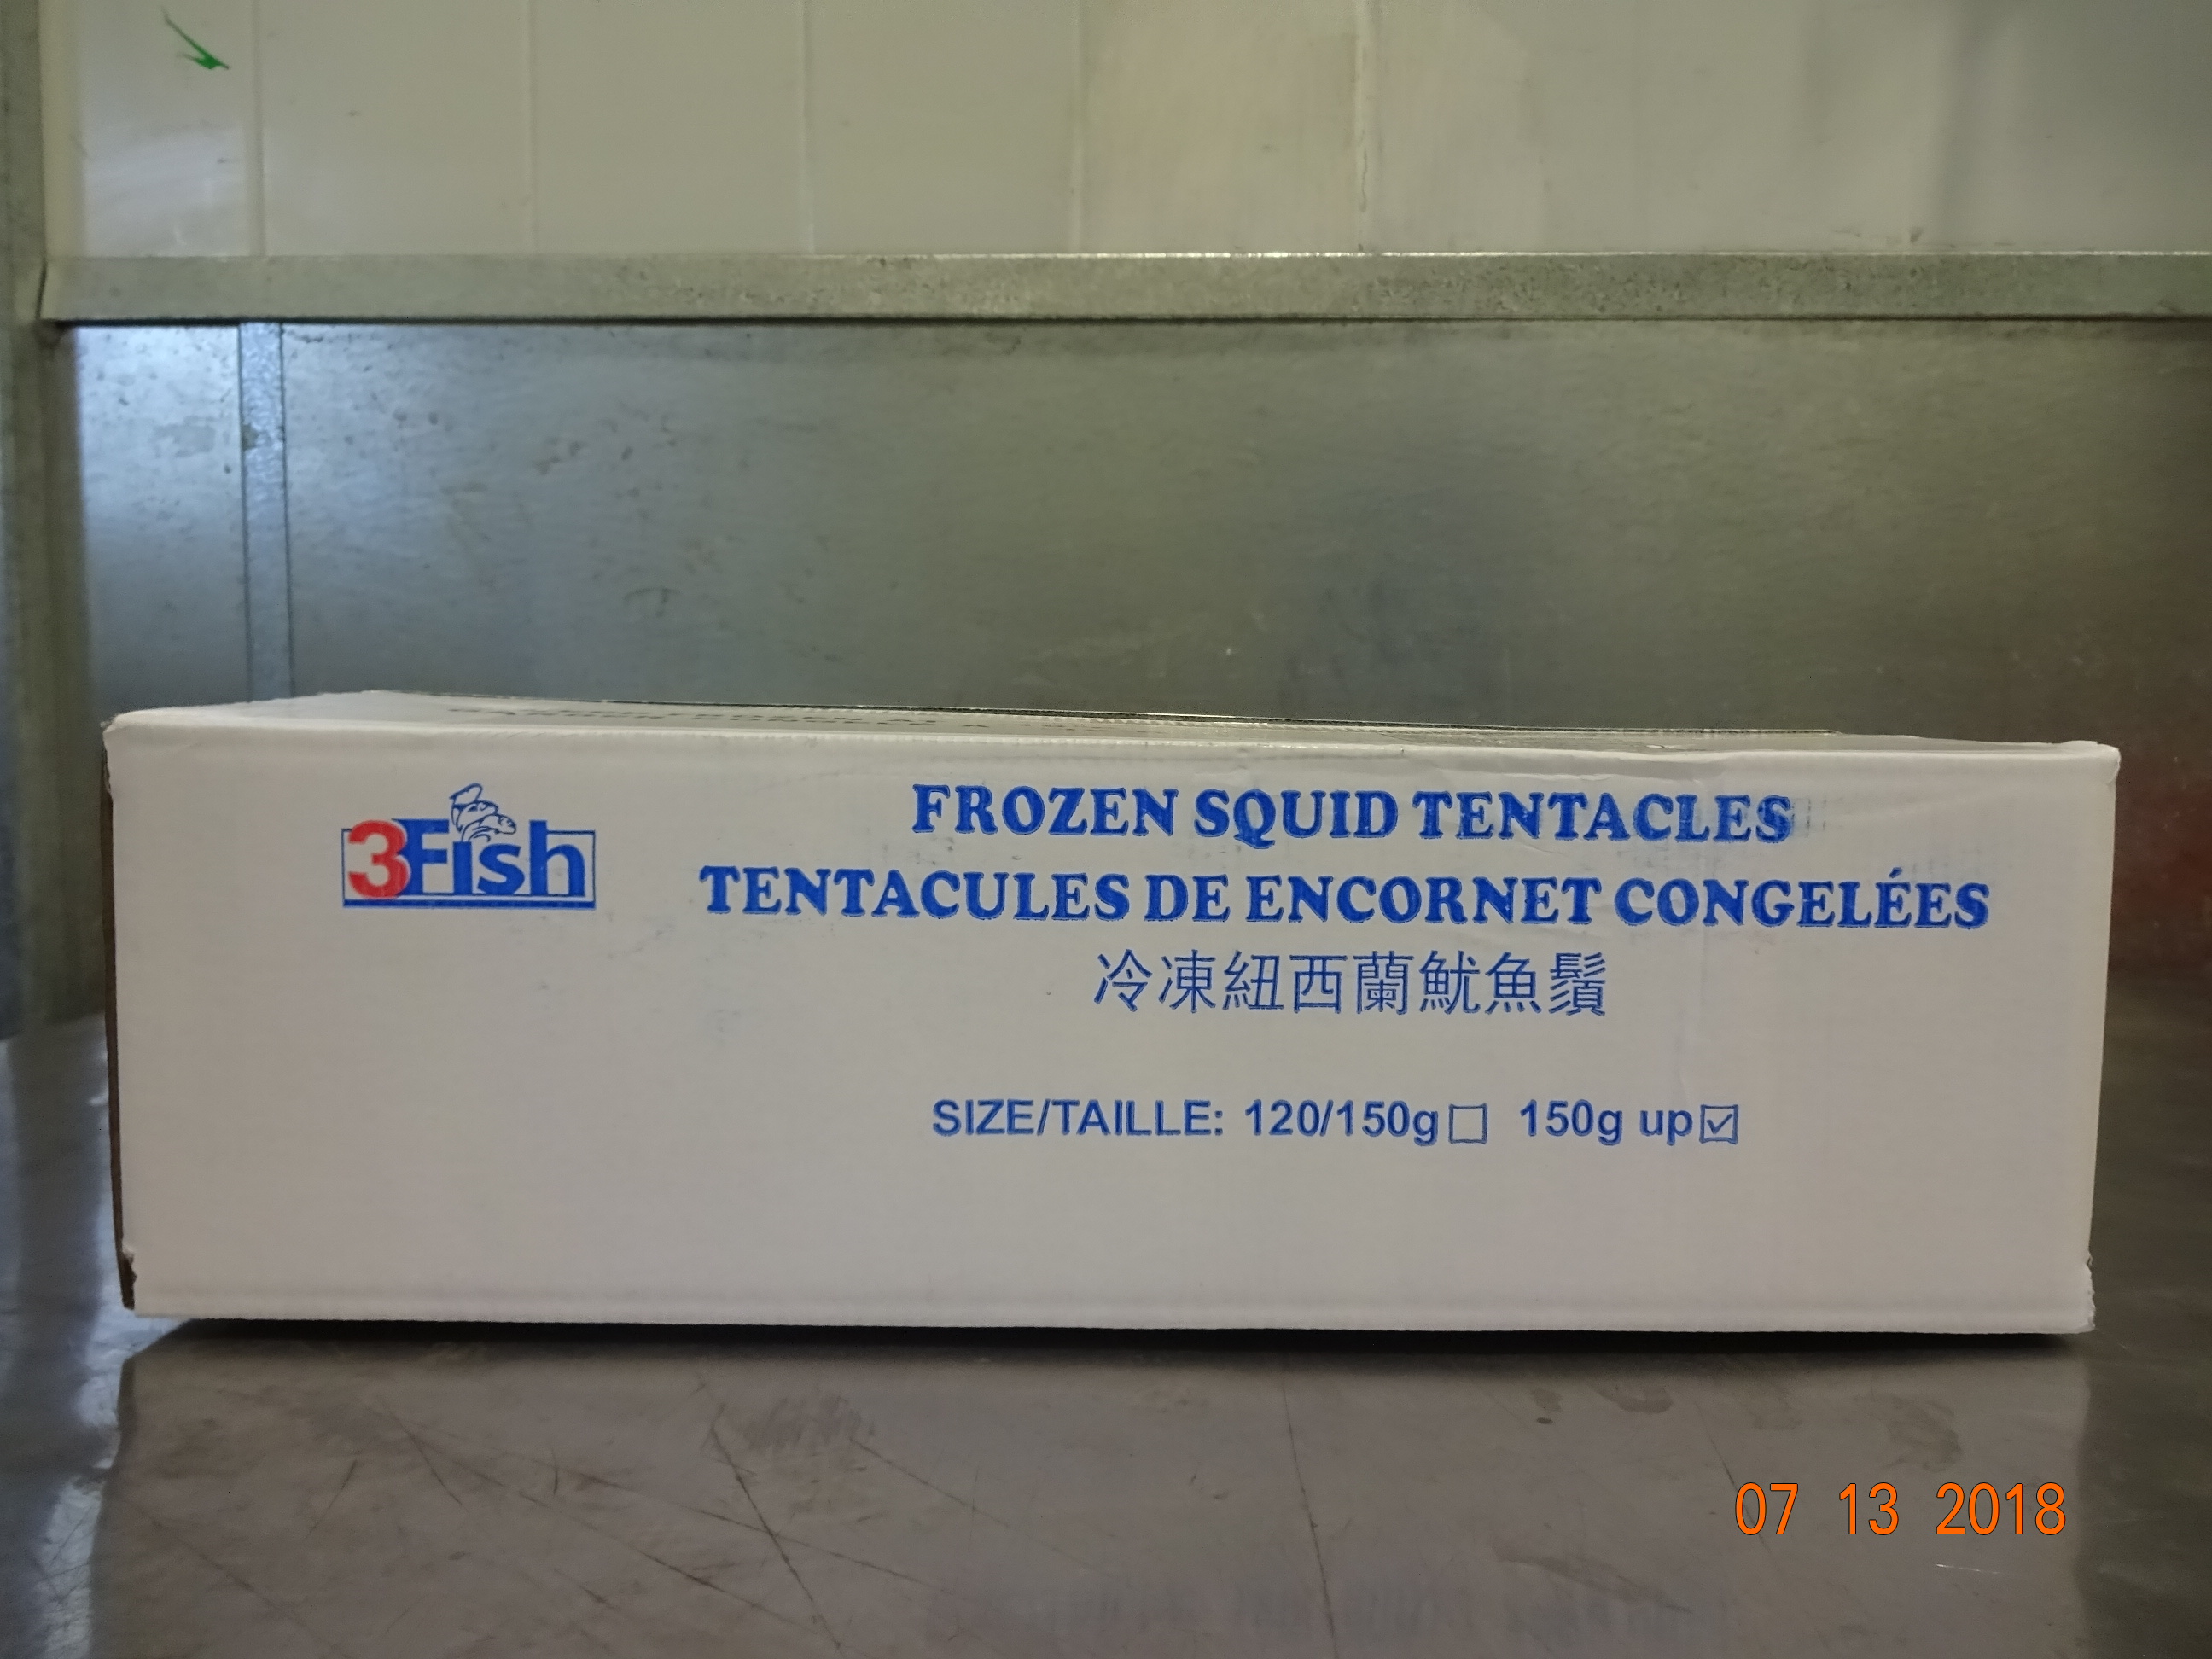 3Fish
FROZEN SQUID TENTACLES
TENTACULES DE ENCORNET CONGELÉES
冷凍紐西蘭魷魚鬚
SIZE/TAILLE: 120/150g☐ 150g up☑
07 13 2018